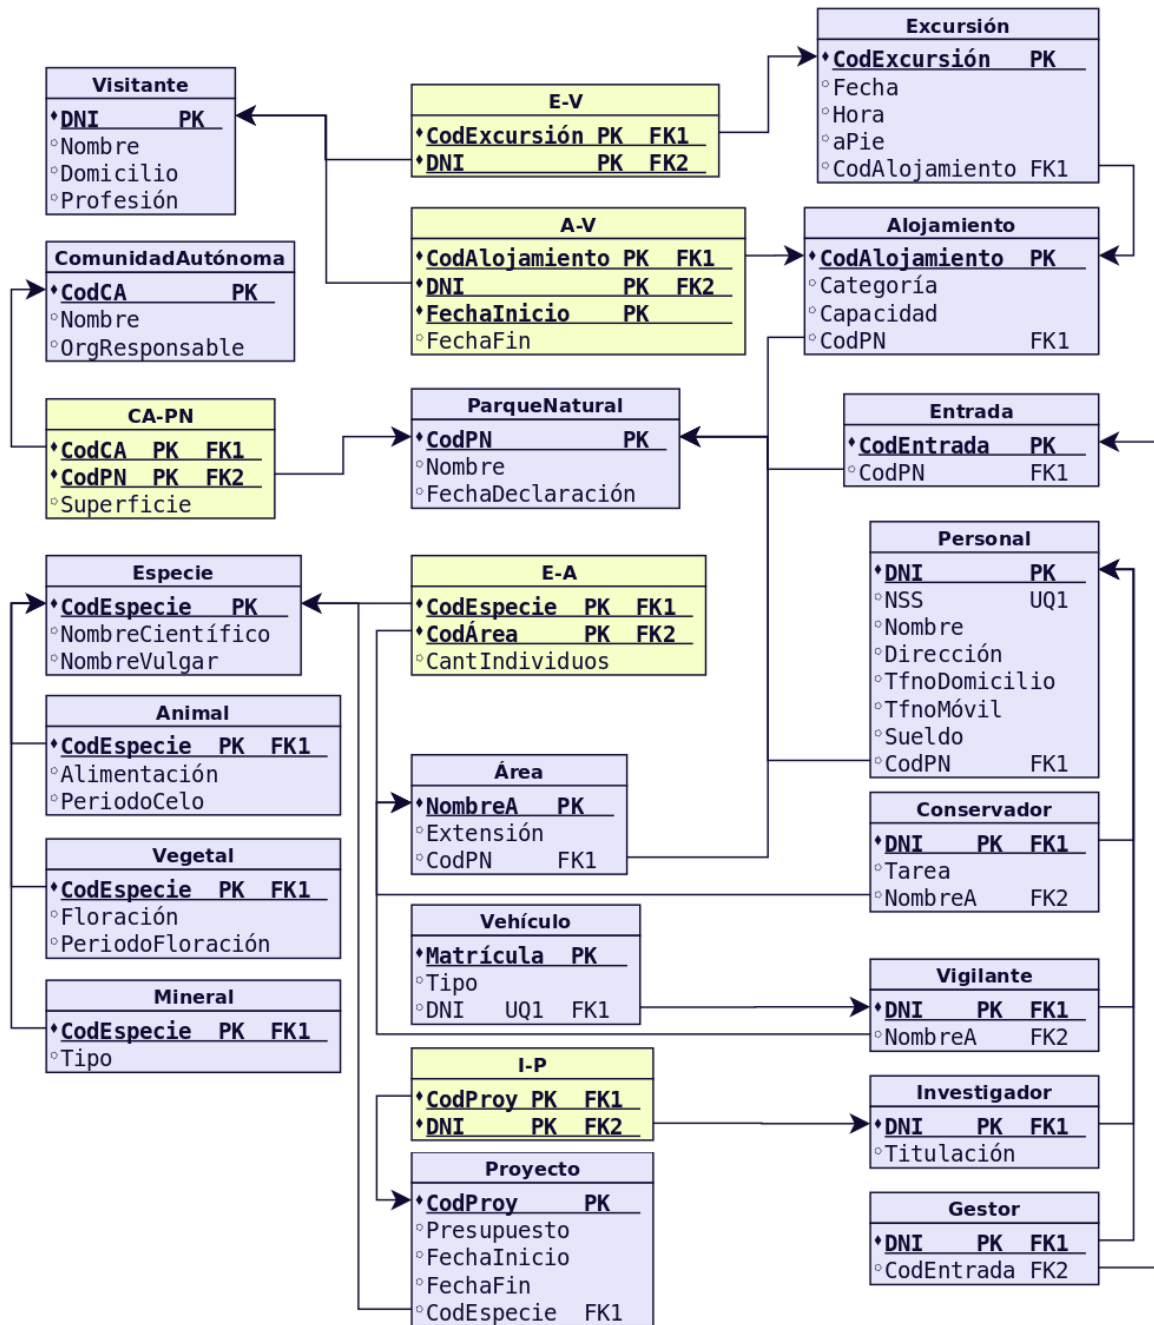 Visitante
DNI PK
Nombre
Domicilio
Profesión
ComunidadAutónoma
CodCA PK
Nombre
OrgResponsable
CA-PN
CodCA PK FK1
CodPN PK FK2
Superficie
Especie
CodEspecie PK
NombreCientífico
NombreVulgar
Animal
CodEspecie PK FK1
Alimentación
PeriodoCelo
Vegetal
CodEspecie PK FK1
Floración
PeriodoFloración
Mineral
CodEspecie PK FK1
Tipo
E-V
CodExcursión PK FK1
DNI PK FK2
A-V
CodAlojamiento PK FK1
DNI PK FK2
FechaInicio PK
FechaFin
ParqueNatural
CodPN PK
Nombre
FechaDeclaración
E-A
CodEspecie PK FK1
CodÁrea PK FK2
CantIndividuos
Área
NombreA PK
Extensión
CodPN FK1
Vehículo
Matrícula PK
Tipo
DNI UQ1 FK1
I-P
CodProy PK FK1
DNI PK FK2
Proyecto
CodProy PK
Presupuesto
FechaInicio
FechaFin
CodEspecie FK1
Excursión
CodExcursión PK
Fecha
Hora
aPie
CodAlojamiento FK1
Alojamiento
CodAlojamiento PK
Categoría
Capacidad
CodPN FK1
Entrada
CodEntrada PK
CodPN FK1
Personal
DNI PK
NSS UQ1
Nombre
Dirección
TfnoDomicilio
TfnoMóvil
Sueldo
CodPN FK1
Conservador
DNI PK FK1
Tarea
NombreA FK2
Vigilante
DNI PK FK1
NombreA FK2
Investigador
DNI PK FK1
Titulación
Gestor
DNI PK FK1
CodEntrada FK2